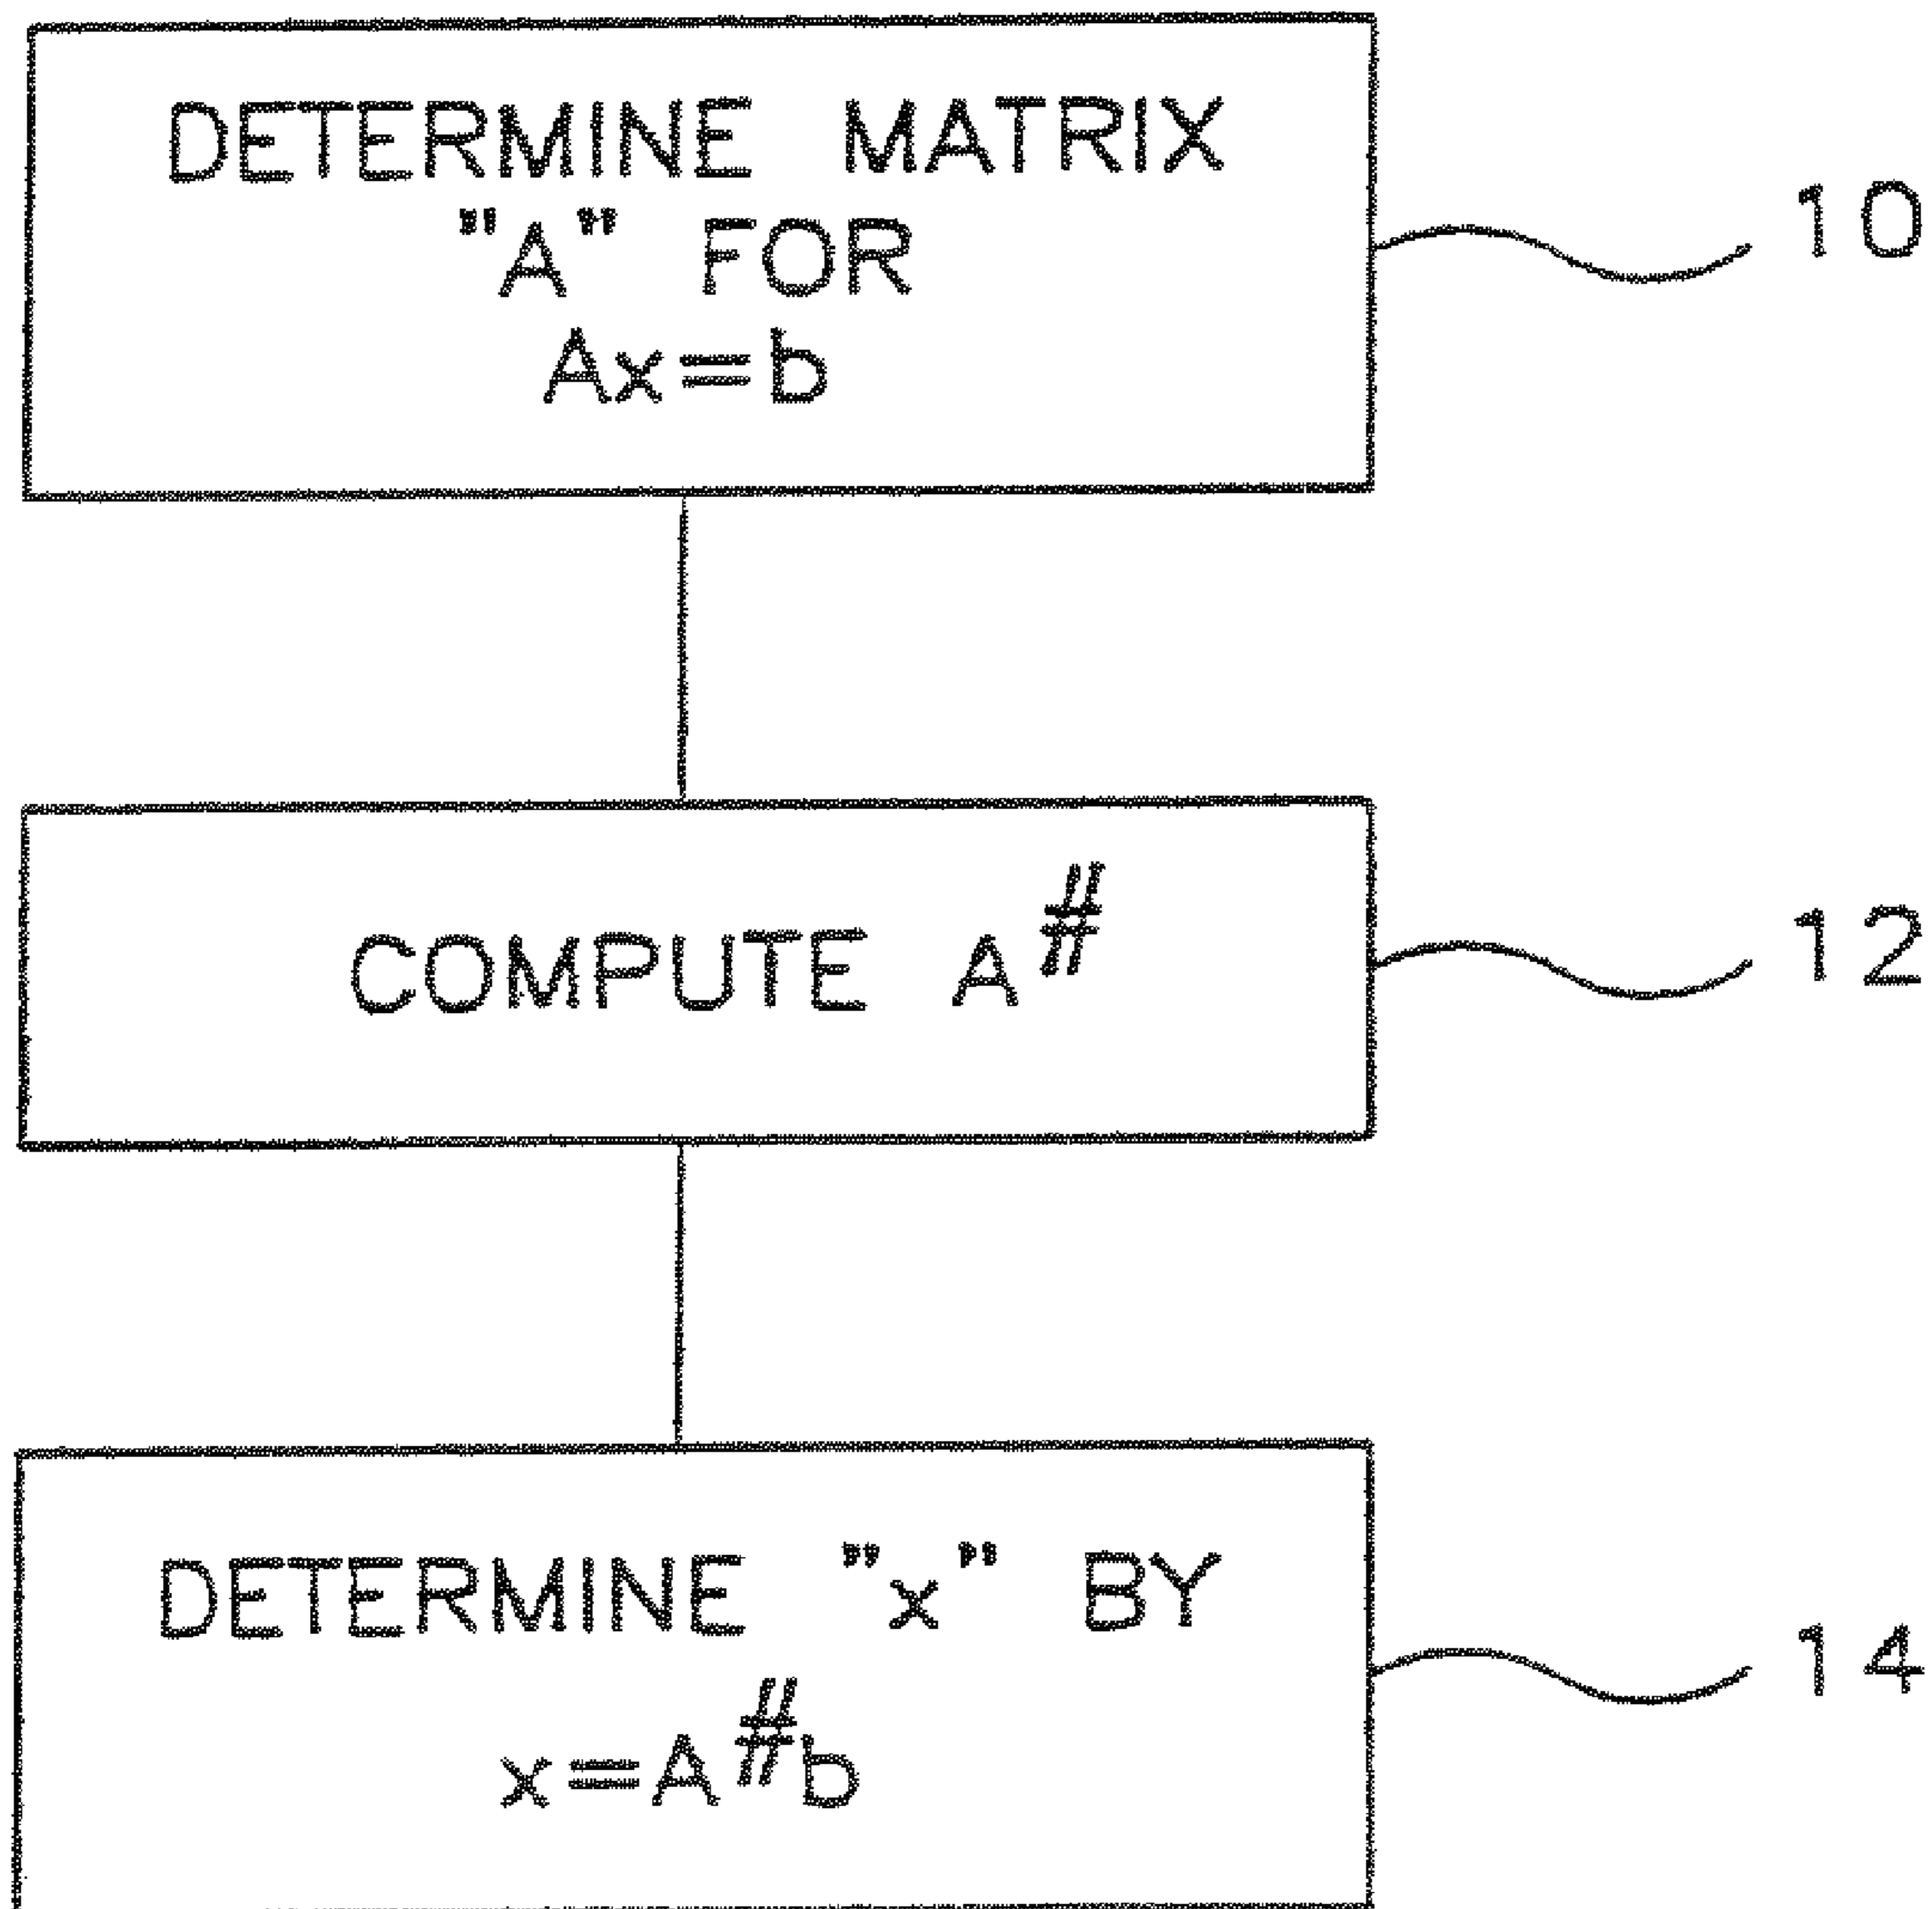 DETERMINE MATRIX
"A" FOR
Ax=b
10
COMPUTE A#
12
DETERMINE "x" BY
x=A#b
14